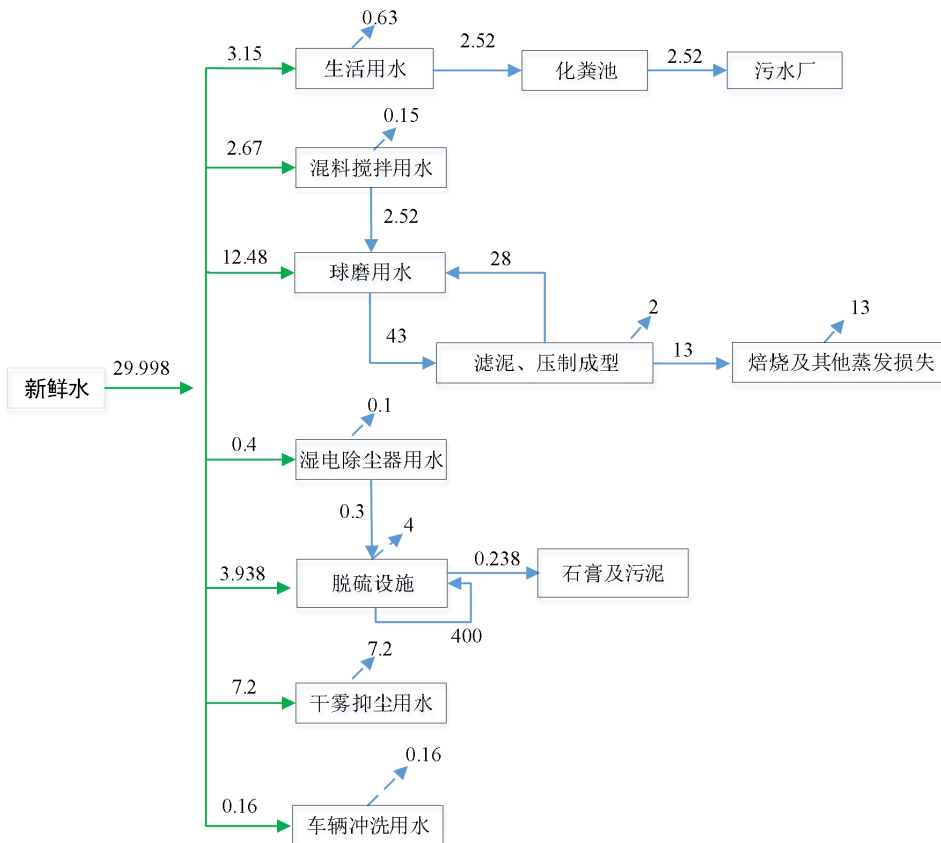 0.63
3.15
生活用水
2.52
化粪池
2.52
污水厂
0.15
2.67
混料搅拌用水
2.52
12.48
球磨用水
28
43
滤泥、压制成型
2
13
13
焙烧及其他蒸发损失
新鲜水
29.998
0.1
0.4
湿电除尘器用水
0.3
4
3.938
脱硫设施
0.238
石膏及污泥
400
7.2
7.2
干雾抑尘用水
0.16
0.16
车辆冲洗用水